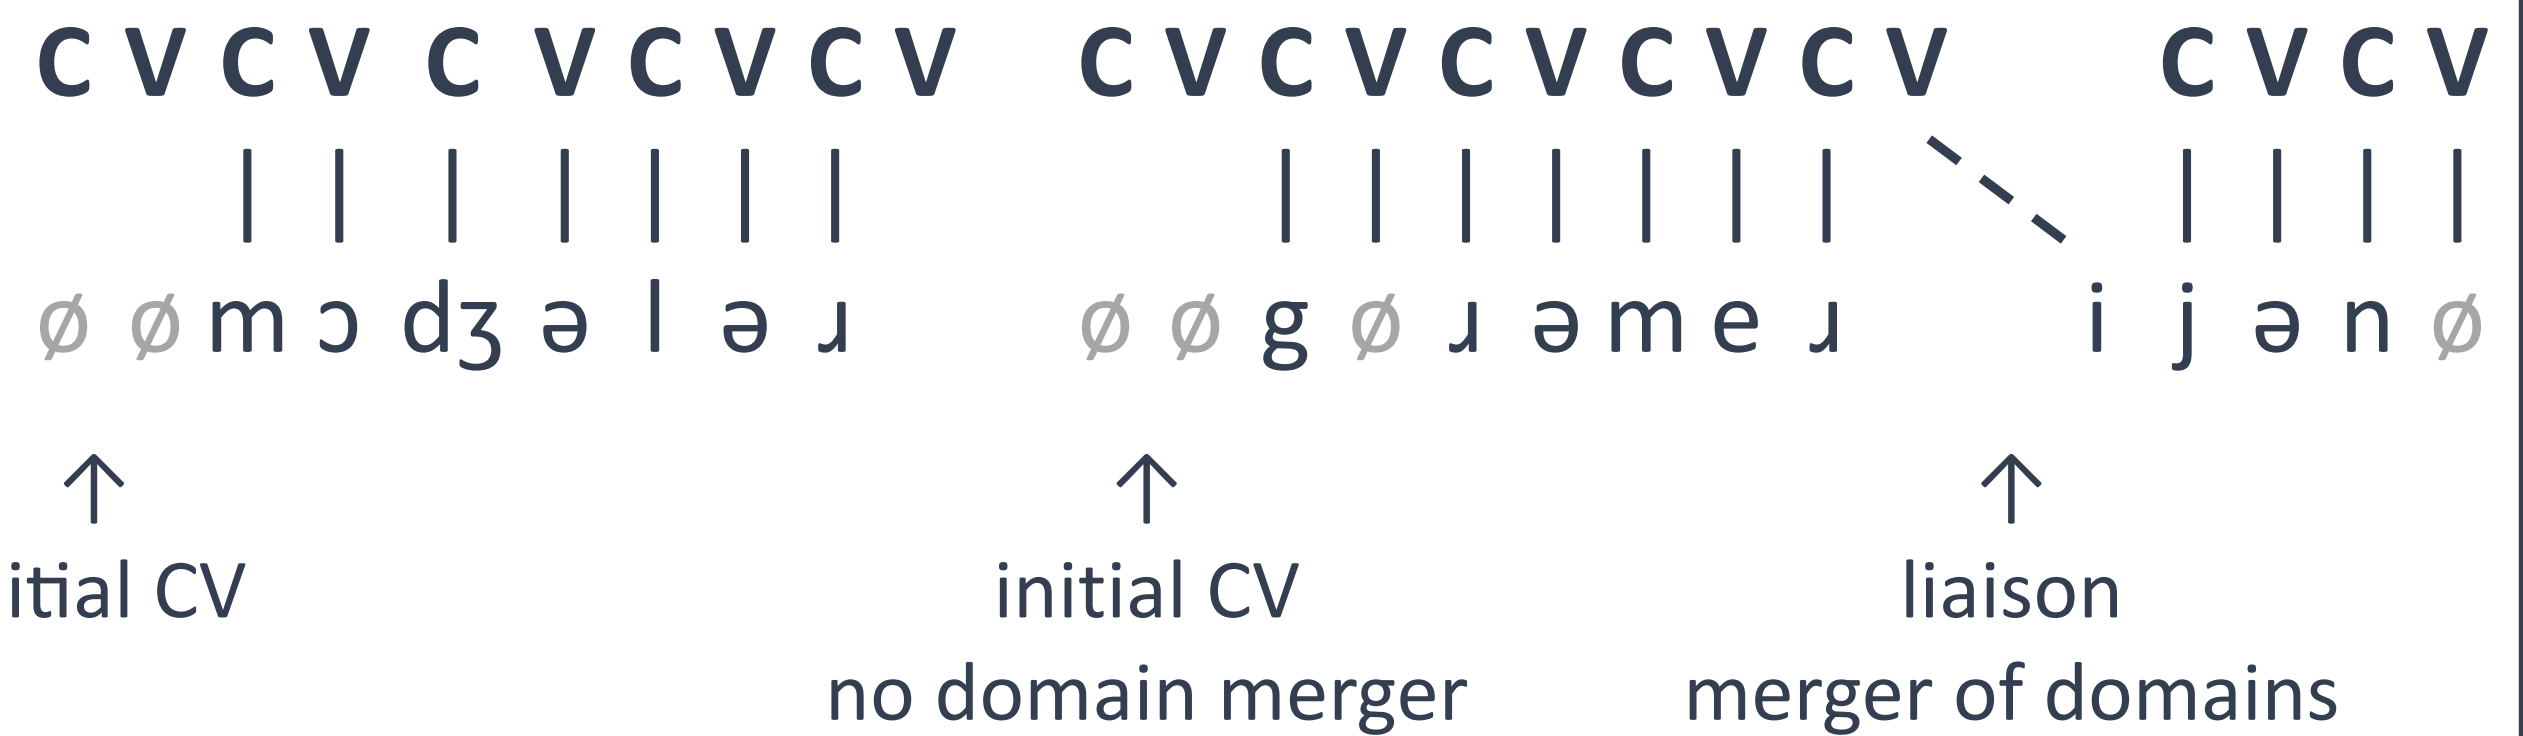 C V C V C V C V C V C V C V C V C V C V C V C V
ø ø m ɔ dʒ ə l ə ɹ ø ø g ø ɹ ə m e ɹ i j ə n ø
itial CV initial CV liaison
no domain merger merger of domains